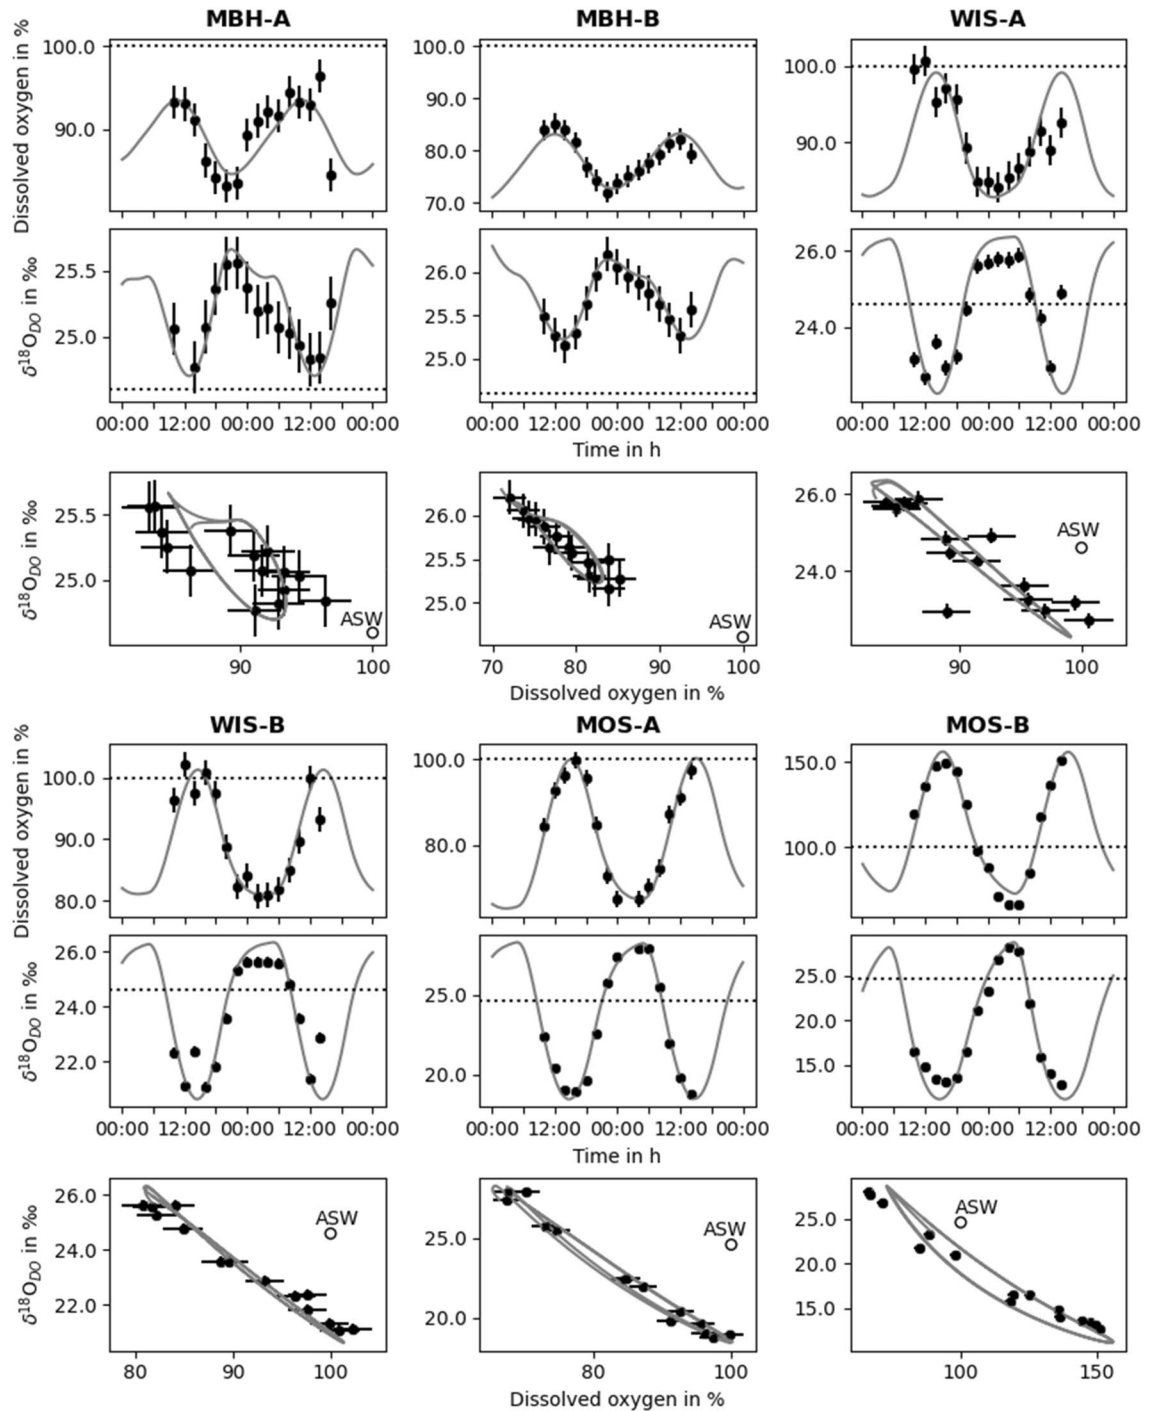 MBH-A MBH-B WIS-A
Dissolved oxygen in %
100.0 100.0 100.0
90.0 90.0 90.0
80.0
70.0
δ18O_DO in ‰
25.5 26.0 26.0
25.0 25.5 24.0
25.0
00:00 12:00 00:00 12:00 00:00 00:00 12:00 00:00 12:00 00:00 00:00 12:00 00:00 12:00 00:00
Time in h
δ18O_DO in ‰
25.5 26.0 26.0
25.0 25.5 24.0
25.0
ASW ASW ASW
90 100 70 80 90 100 90 100
Dissolved oxygen in %
WIS-B MOS-A MOS-B
Dissolved oxygen in %
100.0 100.0 150.0
90.0 80.0 100.0
80.0
δ18O_DO in ‰
26.0 25.0 25.0
24.0 20.0 20.0
22.0 15.0
00:00 12:00 00:00 12:00 00:00 00:00 12:00 00:00 12:00 00:00 00:00 12:00 00:00 12:00 00:00
Time in h
δ18O_DO in ‰
26.0 25.0 25.0
24.0 20.0 20.0
22.0 15.0
ASW ASW ASW
80 90 100 80 100 100 150
Dissolved oxygen in %